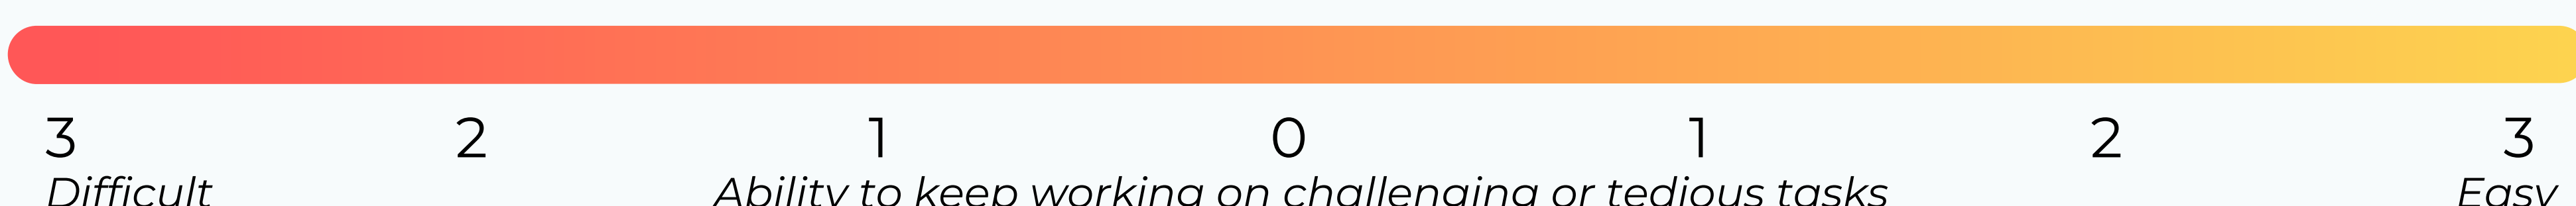 3 2 1 0 1 2 3
Difficult Ability to keep working on challenging or tedious tasks Easy